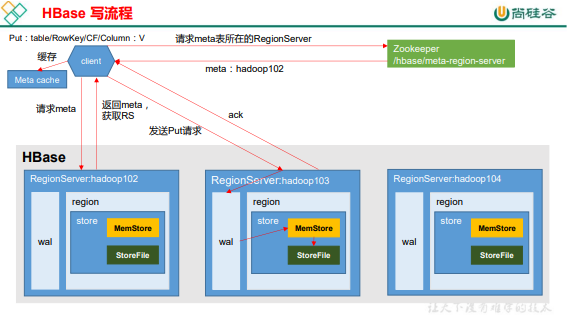 HBase 写流程
尚硅谷
Put：table/RowKey/CF/Column：V
请求meta表所在的RegionServer
Zookeeper
/hbase/meta-region-server
client
缓存
meta：hadoop102
Meta cache
请求meta
返回meta，
获取RS
ack
发送Put请求
HBase
RegionServer:hadoop102
region
store
MemStore
wal
StoreFile
RegionServer:hadoop103
region
store
MemStore
wal
StoreFile
RegionServer:hadoop104
region
store
MemStore
wal
StoreFile
让天下没有难学的技术